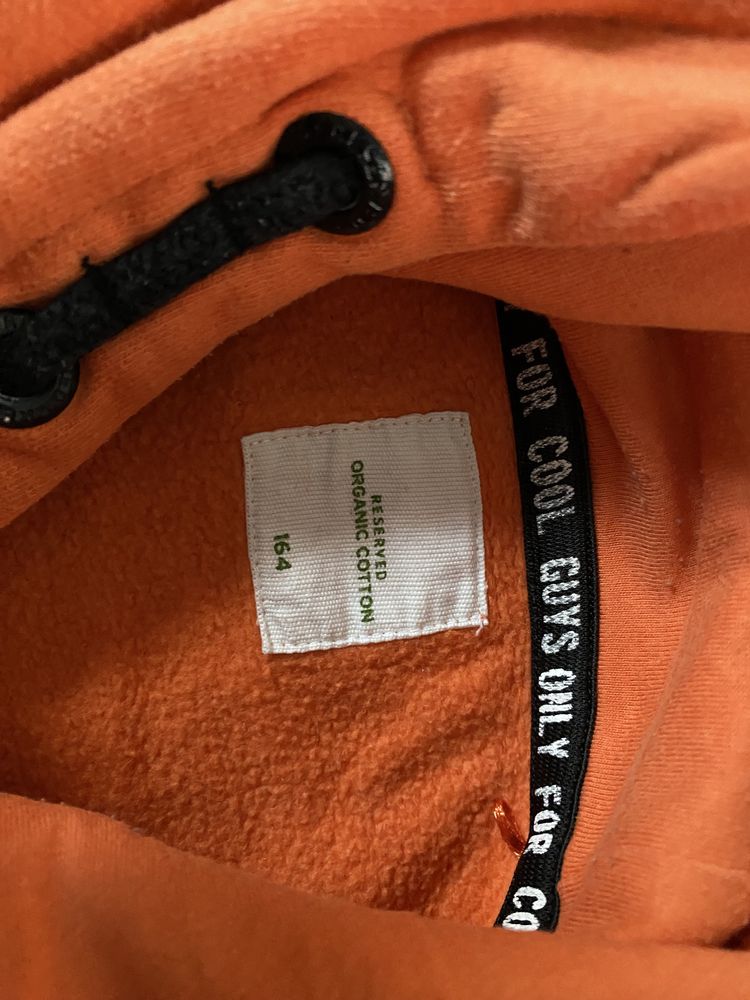 RESERVED
ORGANIC COTTON
164
FOR COOL GUYS ONLY FOR CO